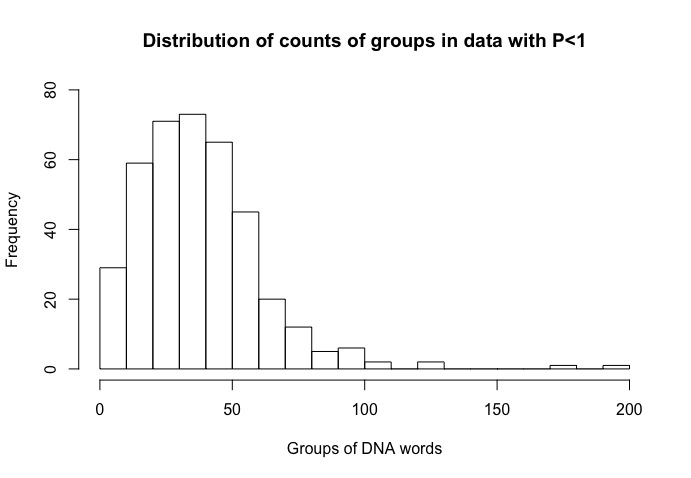 Distribution of counts of groups in data with P<1
80
60
40
20
0
Frequency
0 50 100 150 200
Groups of DNA words